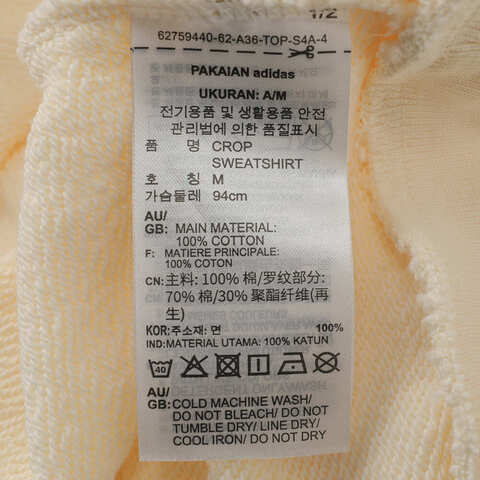 1/2
62759440-62-A36-TOP-S4A-4
PAKAIAN adidas
UKURAN: A/M
전기용품 및 생활용품 안전
관리법에 의한 품질표시
품 명 CROP
SWEATSHIRT
호 칭 M
가슴둘레 94cm
AU/
GB: MAIN MATERIAL:
100% COTTON
F: MATIERE PRINCIPALE:
100% COTON
CN: 主料: 100% 棉/罗纹部分:
70% 棉/30% 聚酯纤维(再
生)
KOR: 주소재: 면 100%
IND: MATERIAL UTAMA: 100% KATUN
40
AU/
GB: COLD MACHINE WASH/
DO NOT BLEACH/ DO NOT
TUMBLE DRY/ LINE DRY/
COOL IRON/ DO NOT DRY